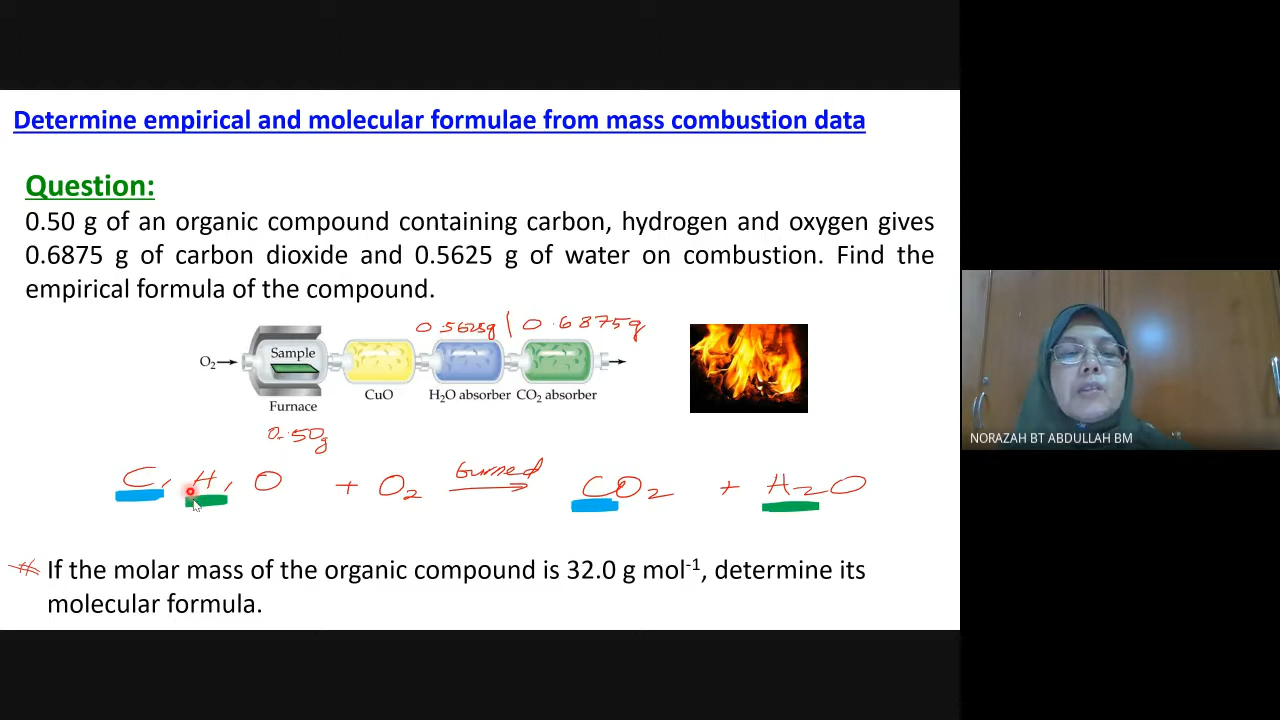 Determine empirical and molecular formulae from mass combustion data
Question:
0.50 g of an organic compound containing carbon, hydrogen and oxygen gives
0.6875 g of carbon dioxide and 0.5625 g of water on combustion. Find the
empirical formula of the compound.
0.5625g | 0.6875g
O₂
Sample
Furnace
CuO
H₂O absorber
CO₂ absorber
0.50g
C, H, O + O₂ burned CO₂ + H₂O
If the molar mass of the organic compound is 32.0 g mol⁻¹, determine its
molecular formula.
NORAZAH BT ABDULLAH BM